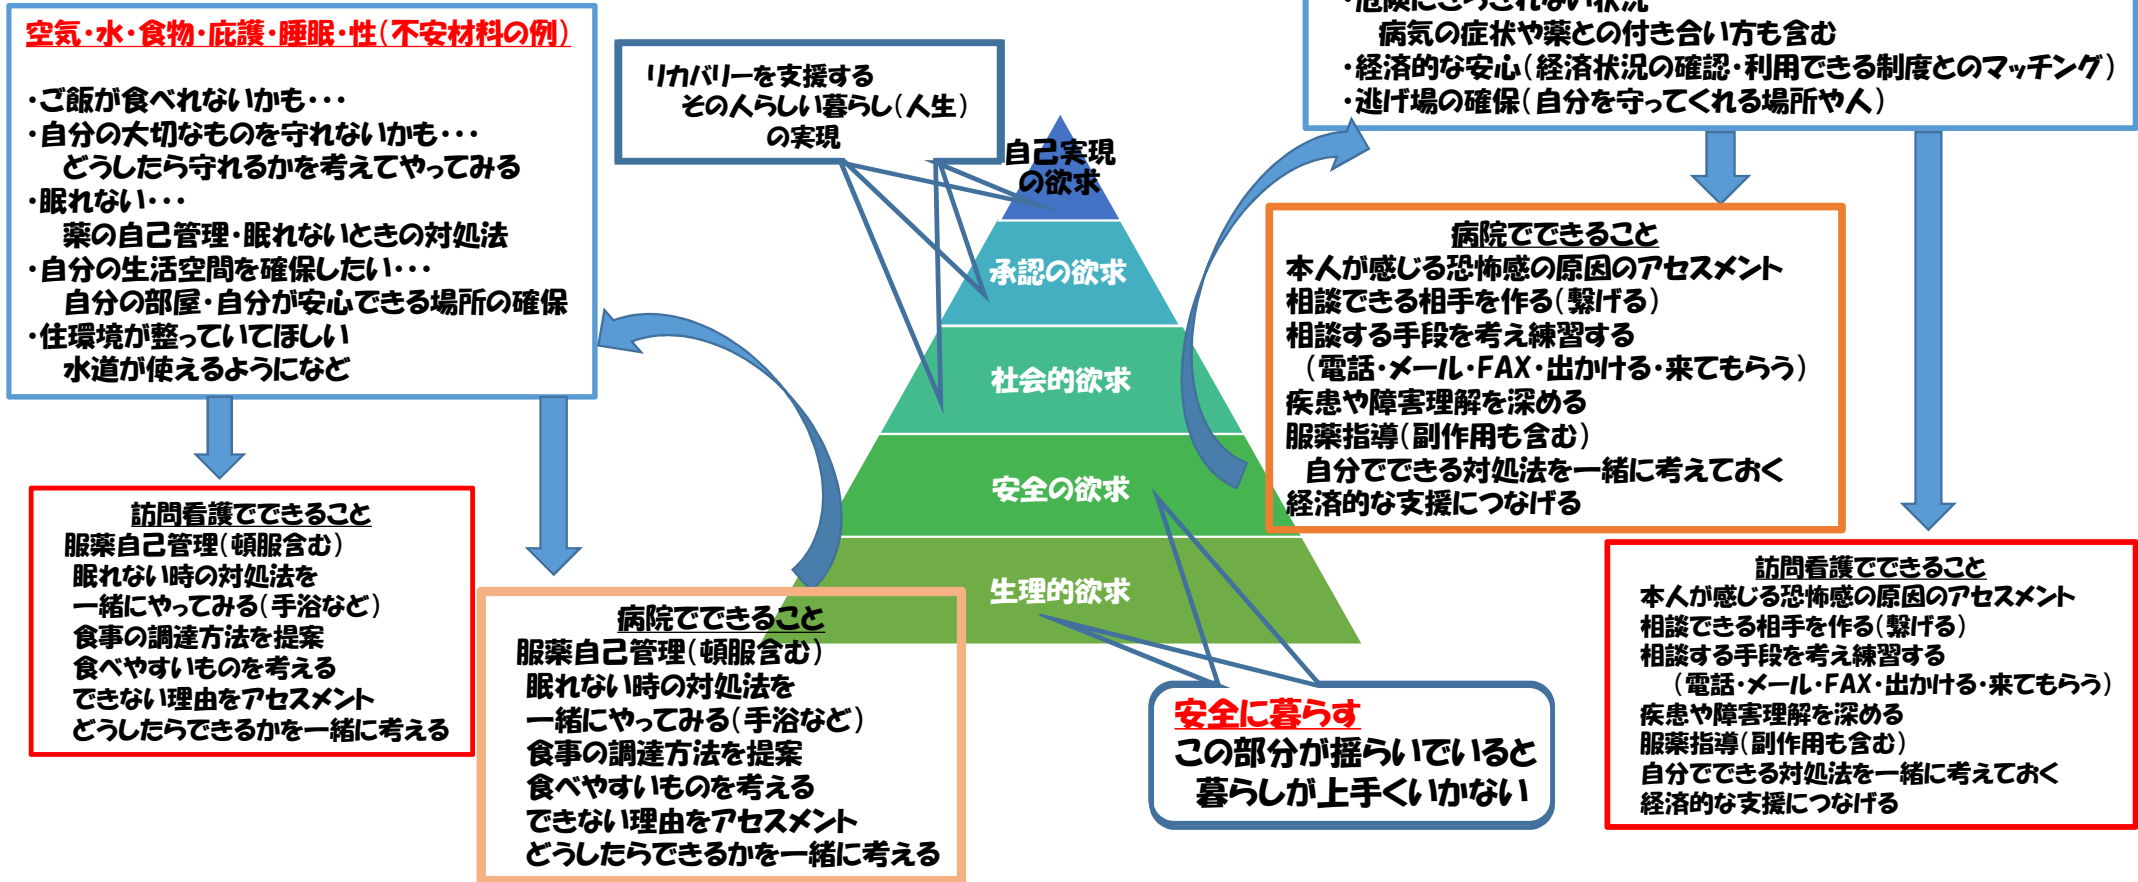 空気・水・食物・庇護・睡眠・性(不安材料の例)
・ご飯が食べれないかも・・・
・自分の大切なものを守れないかも・・・
どうしたら守れるかを考えてやってみる
・眠れない・・・
薬の自己管理・眠れないときの対処法
・自分の生活空間を確保したい・・・
自分の部屋・自分が安心できる場所の確保
・住環境が整っていてほしい
水道が使えるようになど
リカバリーを支援する
その人らしい暮らし(人生)
の実現
・危険にさらされない状況
病気の症状や薬との付き合い方も含む
・経済的な安心(経済状況の確認・利用できる制度とのマッチング)
・逃げ場の確保(自分を守ってくれる場所や人)
自己実現
の欲求
承認の欲求
社会的欲求
安全の欲求
生理的欲求
病院でできること
本人が感じる恐怖感の原因のアセスメント
相談できる相手を作る(繋げる)
相談する手段を考え練習する
(電話・メール・FAX・出かける・来てもらう)
疾患や障害理解を深める
服薬指導(副作用も含む)
自分でできる対処法を一緒に考えておく
経済的な支援につなげる
訪問看護でできること
服薬自己管理(頓服含む)
眠れない時の対処法を
一緒にやってみる(手浴など)
食事の調達方法を提案
食べやすいものを考える
できない理由をアセスメント
どうしたらできるかを一緒に考える
病院でできること
服薬自己管理(頓服含む)
眠れない時の対処法を
一緒にやってみる(手浴など)
食事の調達方法を提案
食べやすいものを考える
できない理由をアセスメント
どうしたらできるかを一緒に考える
安全に暮らす
この部分が揺らいでいると
暮らしが上手くいかない
訪問看護でできること
本人が感じる恐怖感の原因のアセスメント
相談できる相手を作る(繋げる)
相談する手段を考え練習する
(電話・メール・FAX・出かける・来てもらう)
疾患や障害理解を深める
服薬指導(副作用も含む)
自分でできる対処法を一緒に考えておく
経済的な支援につなげる